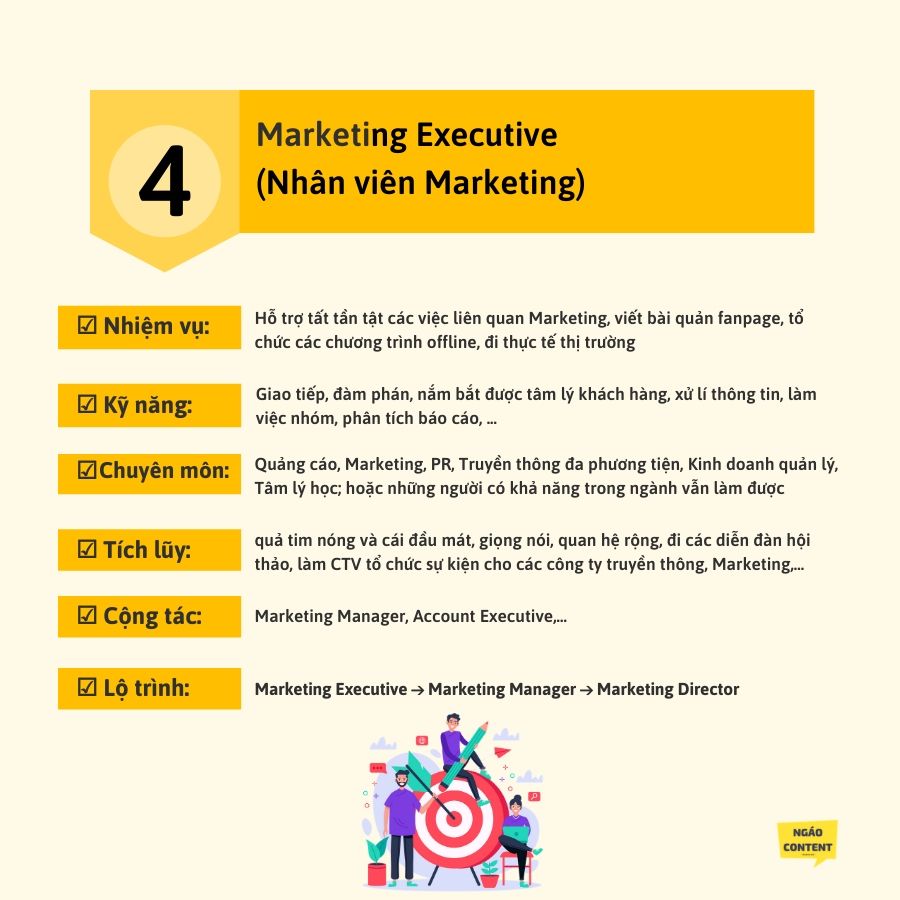 4
Marketing Executive
(Nhân viên Marketing)
☑ Nhiệm vụ:
Hỗ trợ tất tần tật các việc liên quan Marketing, viết bài quản fanpage, tổ
chức các chương trình offline, đi thực tế thị trường
☑ Kỹ năng:
Giao tiếp, đàm phán, nắm bắt được tâm lý khách hàng, xử lí thông tin, làm
việc nhóm, phân tích báo cáo, ...
☑Chuyên môn:
Quảng cáo, Marketing, PR, Truyền thông đa phương tiện, Kinh doanh quản lý,
Tâm lý học; hoặc những người có khả năng trong ngành vẫn làm được
☑ Tích lũy:
quả tim nóng và cái đầu mát, giọng nói, quan hệ rộng, đi các diễn đàn hội
thảo, làm CTV tổ chức sự kiện cho các công ty truyền thông, Marketing,...
☑ Cộng tác:
Marketing Manager, Account Executive,...
☑ Lộ trình:
Marketing Executive → Marketing Manager → Marketing Director
NGÁO
CONTENT